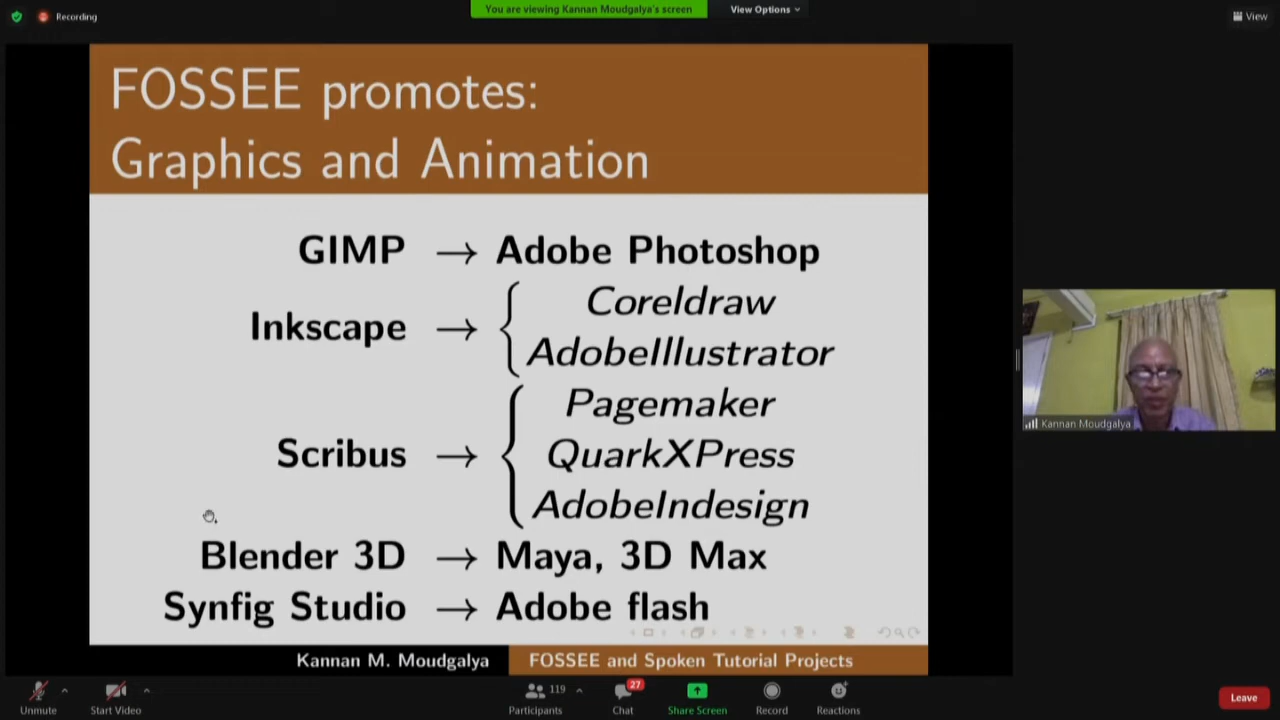 Recording
You are viewing Kannan Moudgalya's screen
View Options
View
FOSSEE promotes:
Graphics and Animation
GIMP → Adobe Photoshop
Inkscape → { Coreldraw
AdobeIllustrator
Scribus → { Pagemaker
QuarkXPress
AdobeIndesign
Blender 3D → Maya, 3D Max
Synfig Studio → Adobe flash
Kannan M. Moudgalya
FOSSEE and Spoken Tutorial Projects
Kannan Moudgalya
Unmute
Start Video
119
Participants
27
Chat
Share Screen
Record
Reactions
Leave